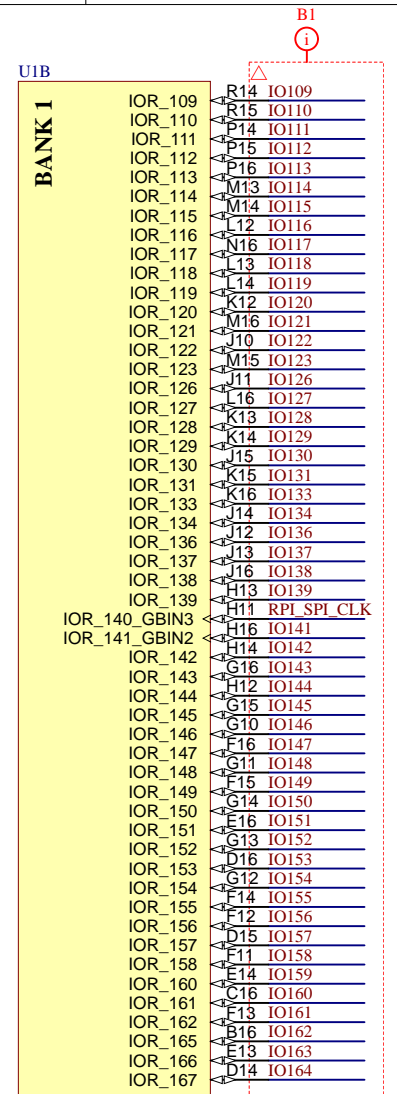 B1
i
U1B
BANK 1
IOR_109 R14 IO109
IOR_110 R15 IO110
IOR_111 P14 IO111
IOR_112 P15 IO112
IOR_113 P16 IO113
IOR_114 M13 IO114
IOR_115 M14 IO115
IOR_116 L12 IO116
IOR_117 N16 IO117
IOR_118 L13 IO118
IOR_119 L14 IO119
IOR_120 K12 IO120
IOR_121 M16 IO121
IOR_122 J10 IO122
IOR_123 M15 IO123
IOR_126 J11 IO126
IOR_127 L16 IO127
IOR_128 K13 IO128
IOR_129 K14 IO129
IOR_130 J15 IO130
IOR_131 K15 IO131
IOR_133 K16 IO133
IOR_134 J14 IO134
IOR_136 J12 IO136
IOR_137 J13 IO137
IOR_138 J16 IO138
IOR_139 H13 IO139
IOR_140_GBIN3 H11 RPI_SPI_CLK
IOR_141_GBIN2 H16 IO141
IOR_142 H14 IO142
IOR_143 G16 IO143
IOR_144 H12 IO144
IOR_145 G15 IO145
IOR_146 G10 IO146
IOR_147 F16 IO147
IOR_148 G11 IO148
IOR_149 F15 IO149
IOR_150 G14 IO150
IOR_151 E16 IO151
IOR_152 G13 IO152
IOR_153 D16 IO153
IOR_154 G12 IO154
IOR_155 F14 IO155
IOR_156 F12 IO156
IOR_157 D15 IO157
IOR_158 F11 IO158
IOR_160 E14 IO159
IOR_161 C16 IO160
IOR_162 F13 IO161
IOR_165 B16 IO162
IOR_166 E13 IO163
IOR_167 D14 IO164